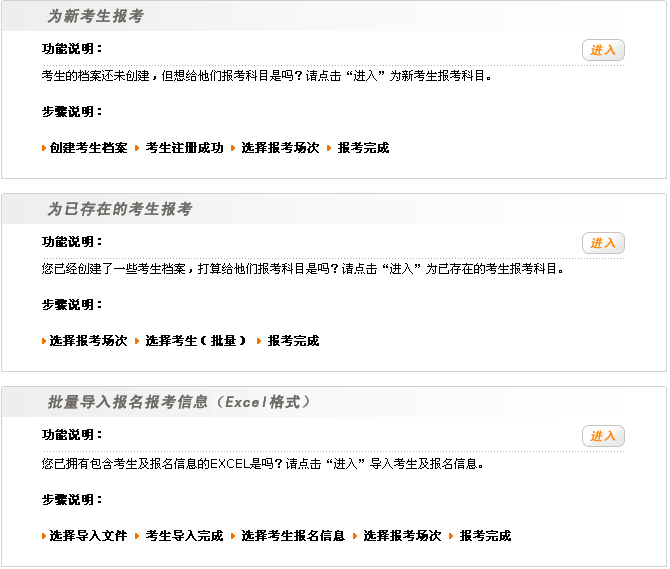 为新考生报考
功能说明：
进入
考生的档案还未创建，但想给他们报考科目是吗？请点击“进入”为新考生报考科目。
步骤说明：
创建考生档案 考生注册成功 选择报考场次 报考完成
为已存在的考生报考
功能说明：
进入
您已经创建了一些考生档案，打算给他们报考科目是吗？请点击“进入”为已存在的考生报考科目。
步骤说明：
选择报考场次 选择考生（批量） 报考完成
批量导入报名报考信息（Excel格式）
功能说明：
进入
您已拥有包含考生及报名信息的EXCEL是吗？请点击“进入”导入考生及报名信息。
步骤说明：
选择导入文件 考生导入完成 选择考生报名信息 选择报考场次 报考完成